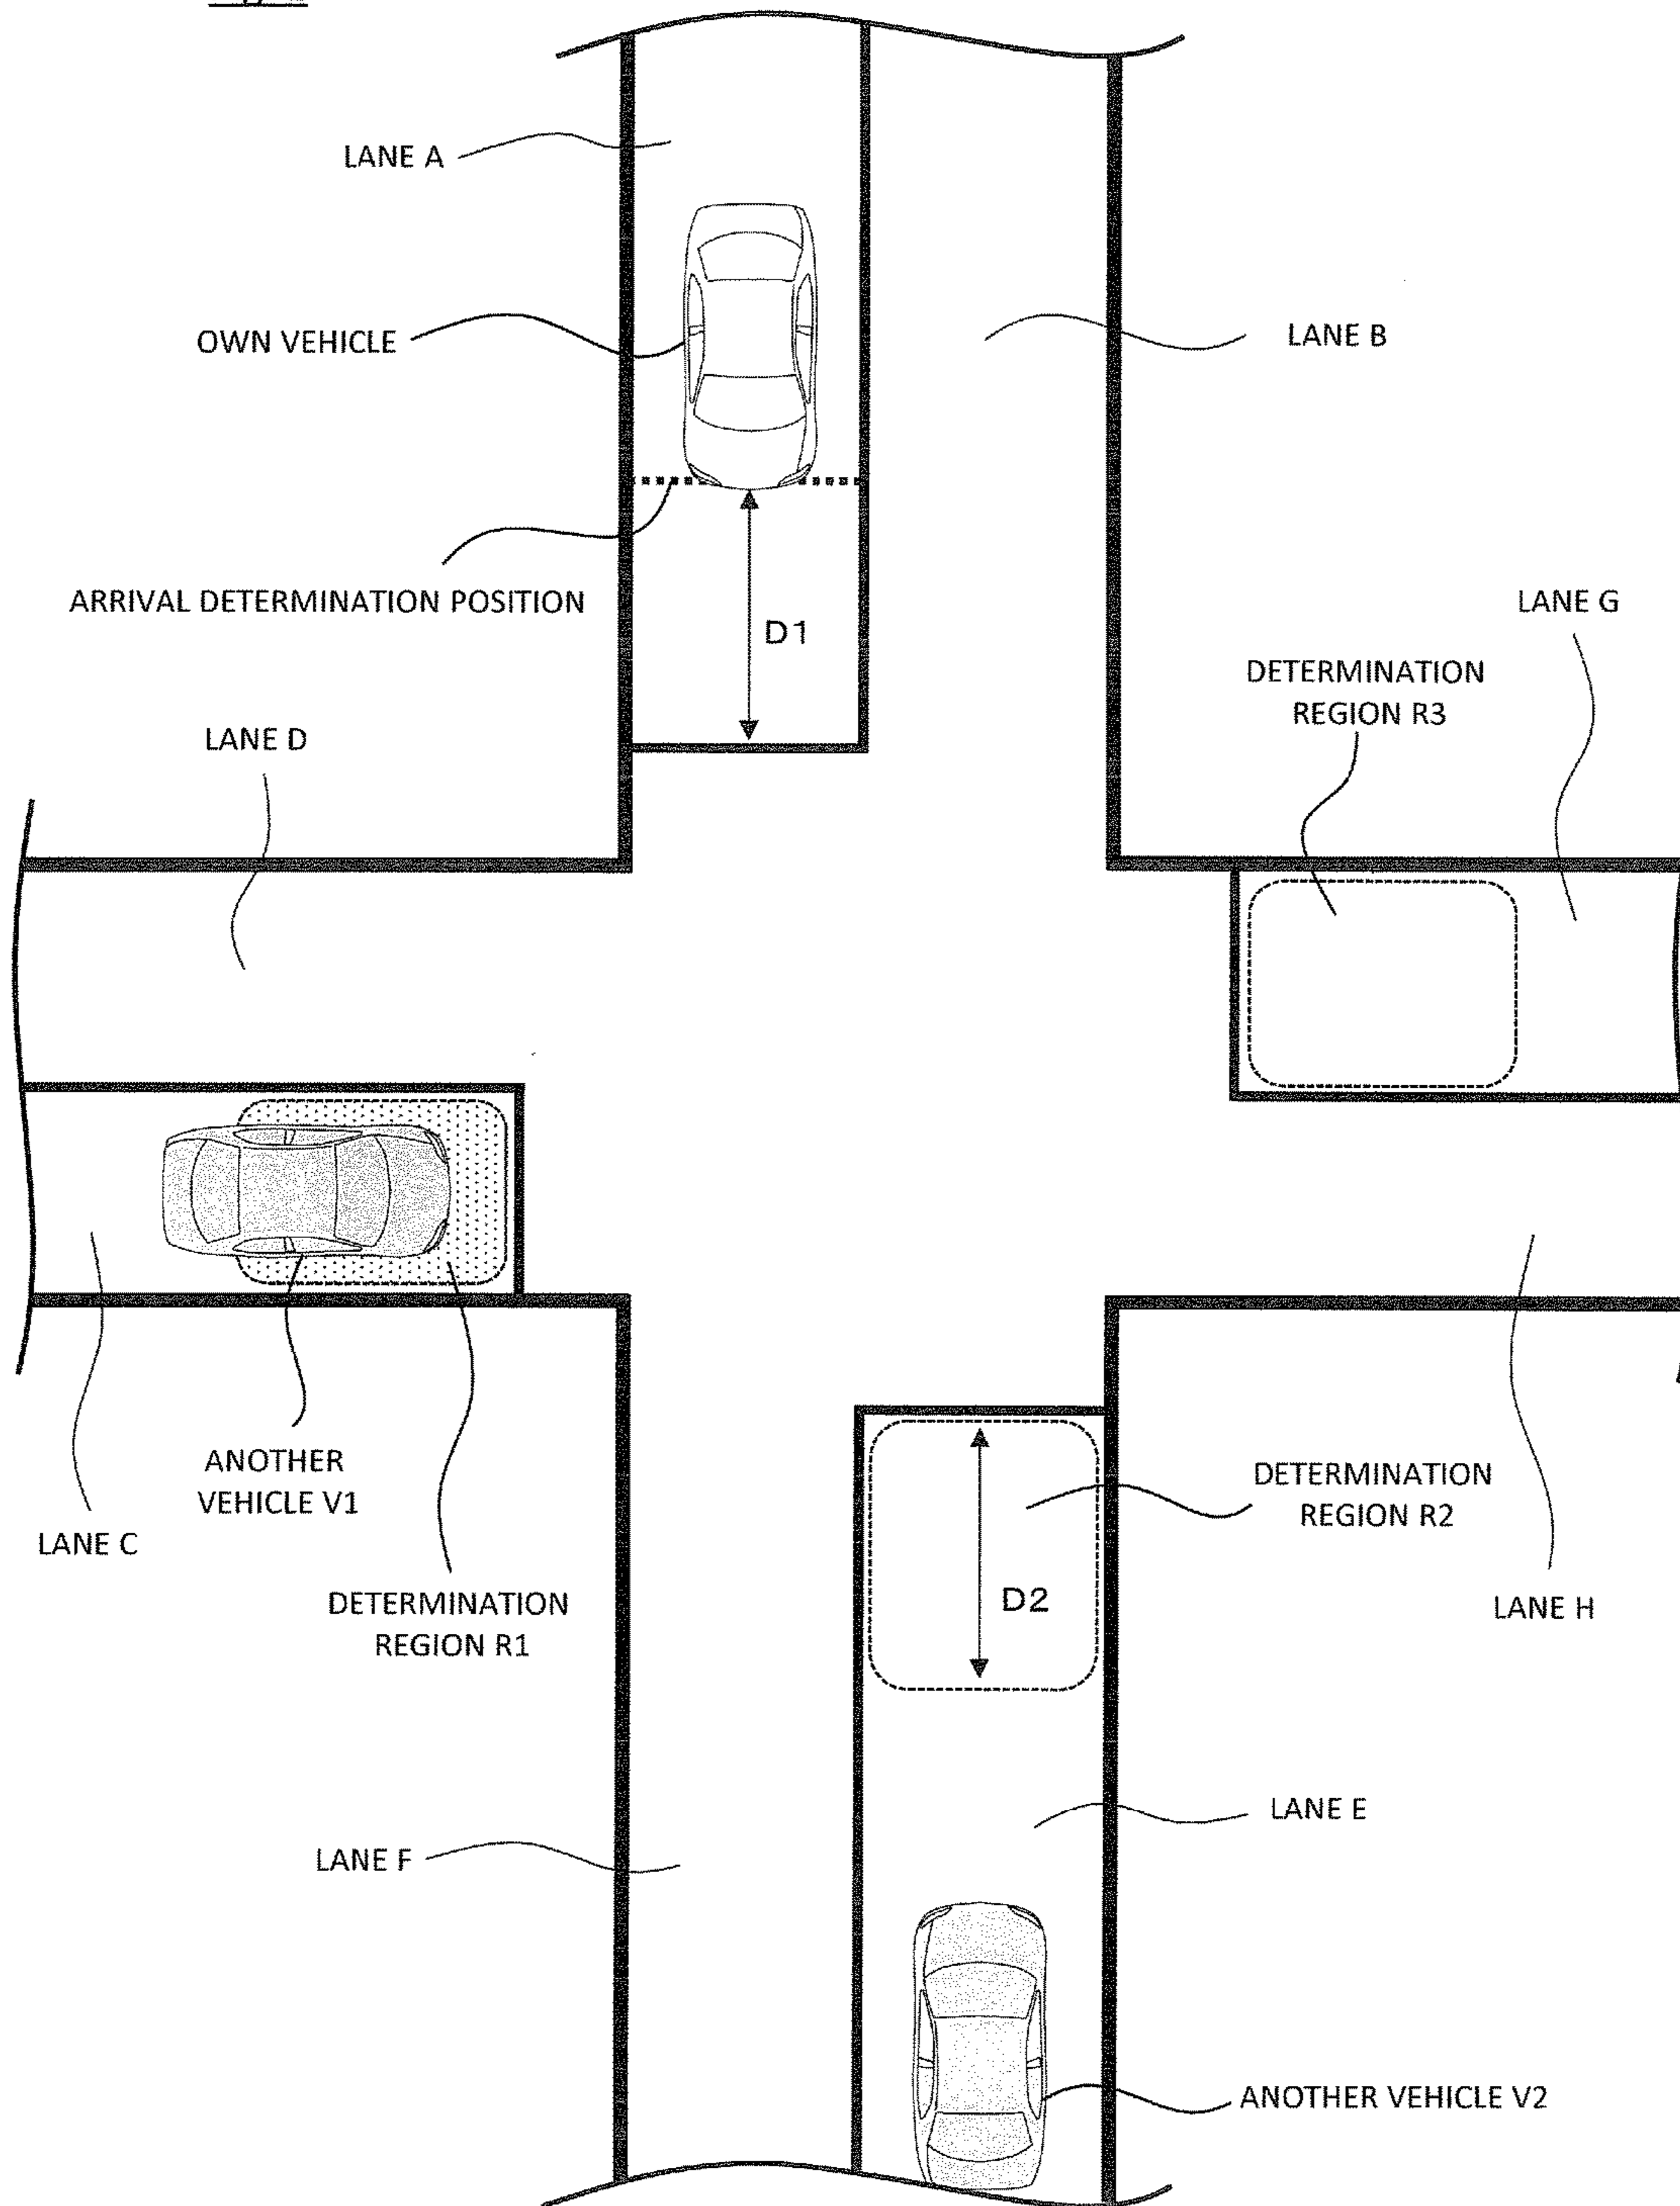 LANE A
OWN VEHICLE
LANE B
ARRIVAL DETERMINATION POSITION
D1
LANE G
DETERMINATION
REGION R3
LANE D
ANOTHER
VEHICLE V1
LANE C
DETERMINATION
REGION R1
DETERMINATION
REGION R2
D2
LANE H
LANE E
LANE F
ANOTHER VEHICLE V2